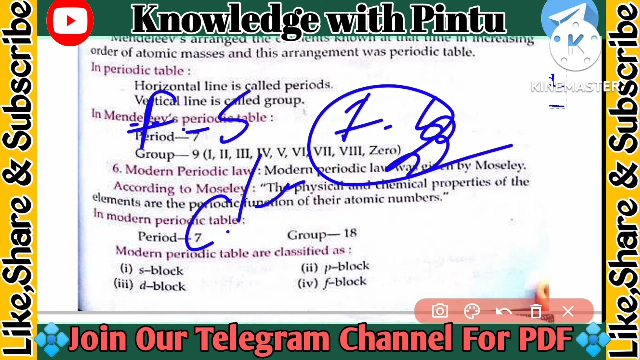 Knowledge with Pintu
Mendeleev's arranged the elements known at that time in increasing
order of atomic masses and this arrangement was periodic table.
In periodic table :
Horizontal line is called periods.
Vertical line is called group.
In Mendeleev's periodic table :
Period—7
Group—9 (I, II, III, IV, V, VI, VII, VIII, Zero)
6. Modern Periodic law : Modern periodic law was given by Moseley.
According to Moseley : “The physical and chemical properties of the
elements are the periodic function of their atomic numbers.”
In modern periodic table :
Period—7 Group—18
Modern periodic table are classified as :
(i) s–block (ii) p–block
(iii) d–block (iv) f–block
KINEMASTER
Like,Share & Subscribe
Like,Share & Subscribe
Join Our Telegram Channel For PDF